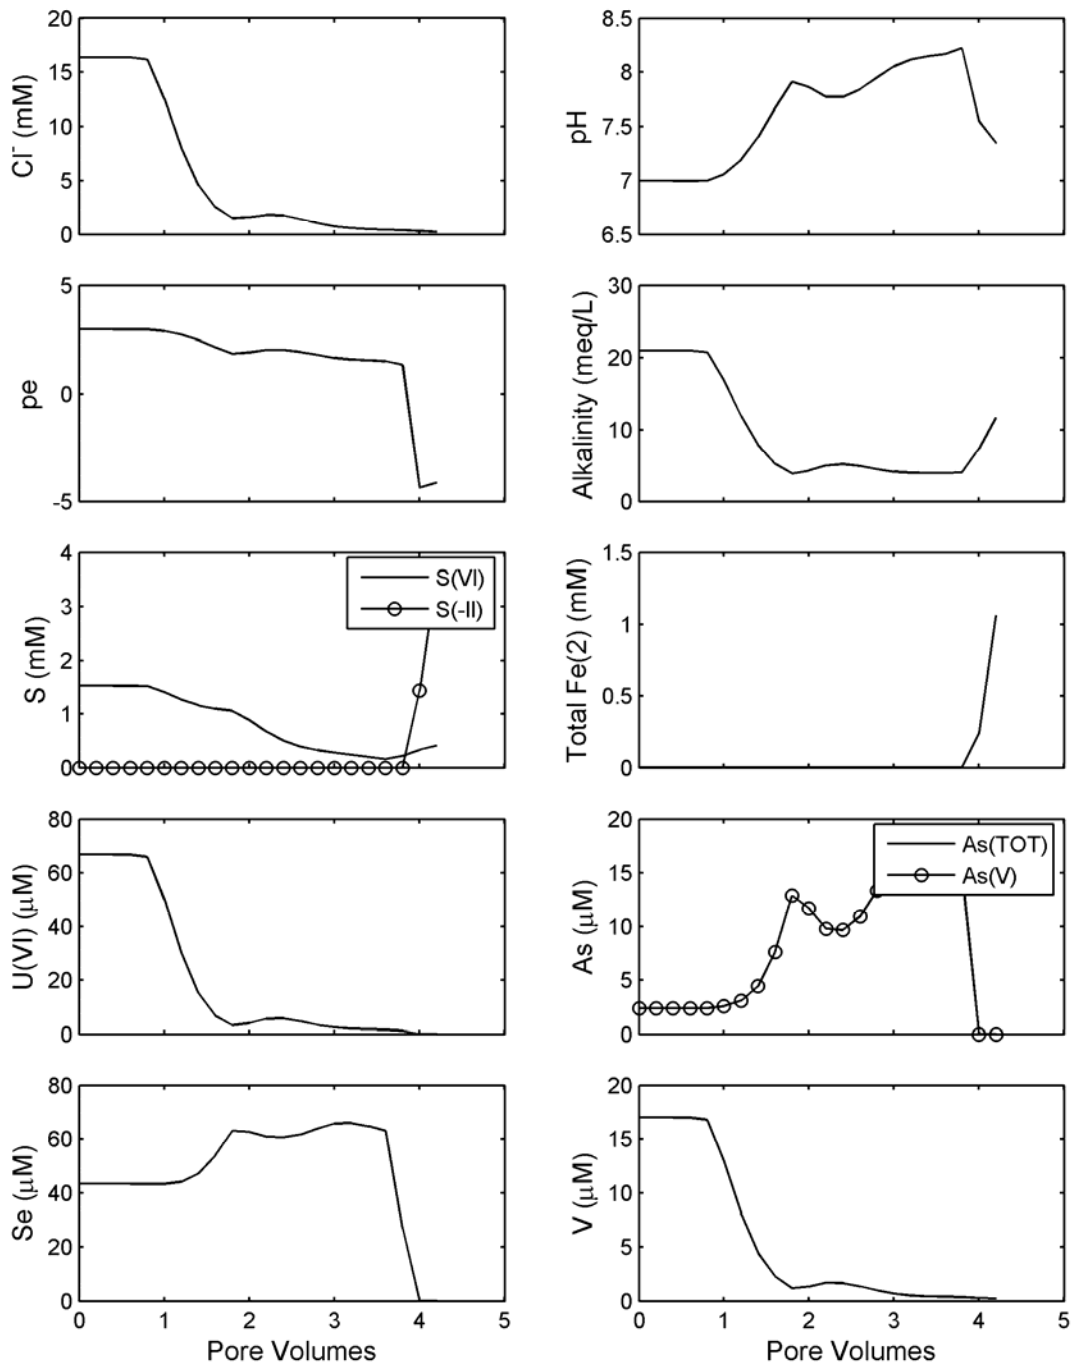 20
15
10
5
0
Cl⁻ (mM)
8.5
8
7.5
7
6.5
pH
5
0
-5
pe
30
20
10
0
Alkalinity (meq/L)
4
3
2
1
0
S (mM)
S(VI)
S(-II)
1.5
1
0.5
0
Total Fe(2) (mM)
80
60
40
20
0
U(VI) (μM)
20
15
10
5
0
As (μM)
As(TOT)
As(V)
80
60
40
20
0
Se (μM)
0 1 2 3 4 5
Pore Volumes
20
15
10
5
0
V (μM)
0 1 2 3 4 5
Pore Volumes